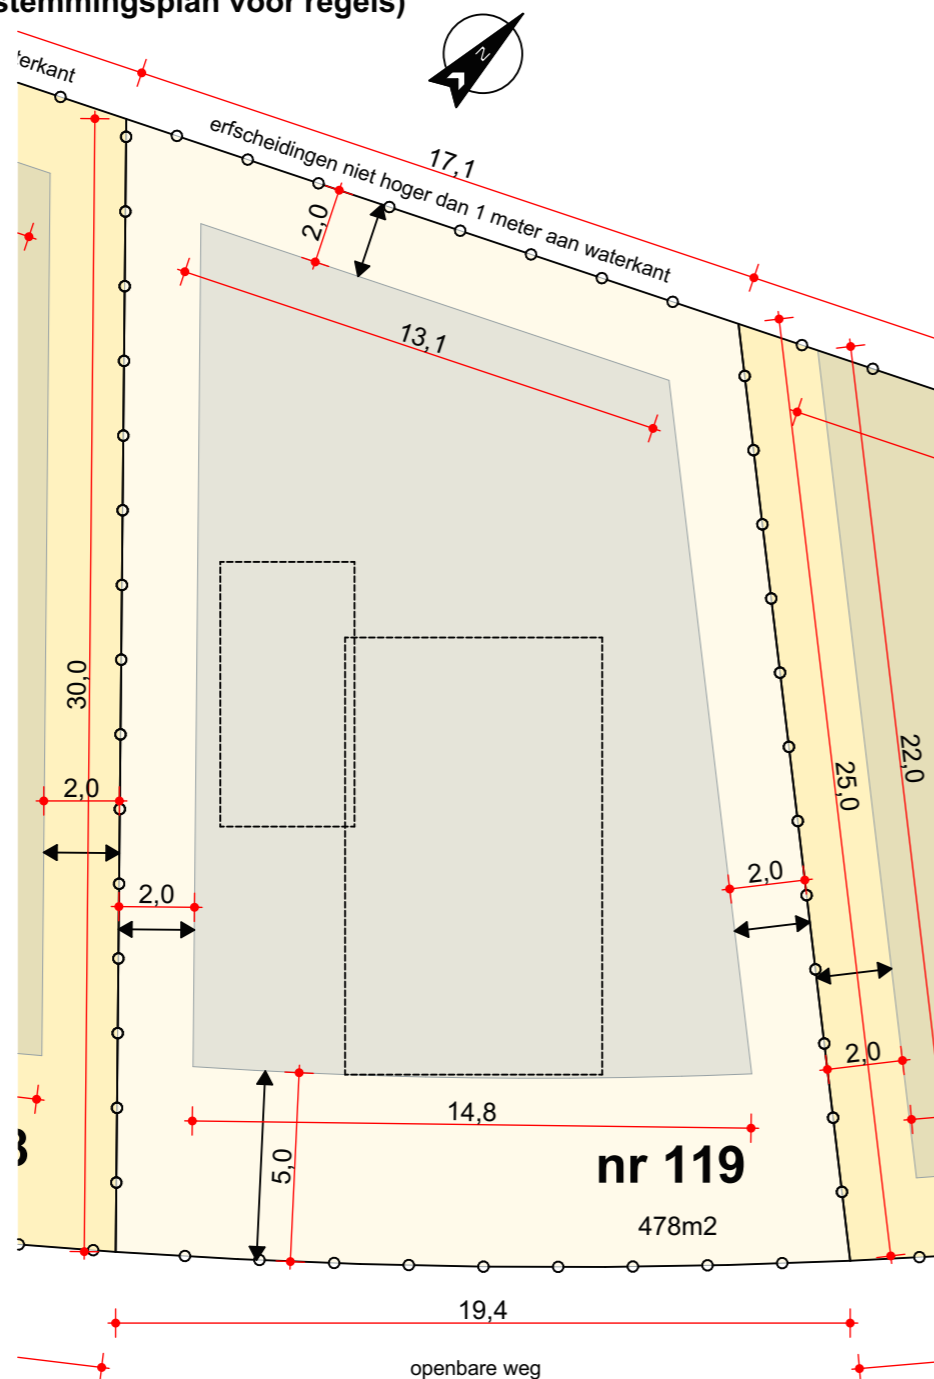 stemmingsplan voor regels)
N
erkant
erfscheidingen niet hoger dan 1 meter aan waterkant
17,1
2,0
13,1
30,0
2,0
25,0
22,0
2,0
2,0
2,0
14,8
5,0
nr 119
478m2
19,4
openbare weg